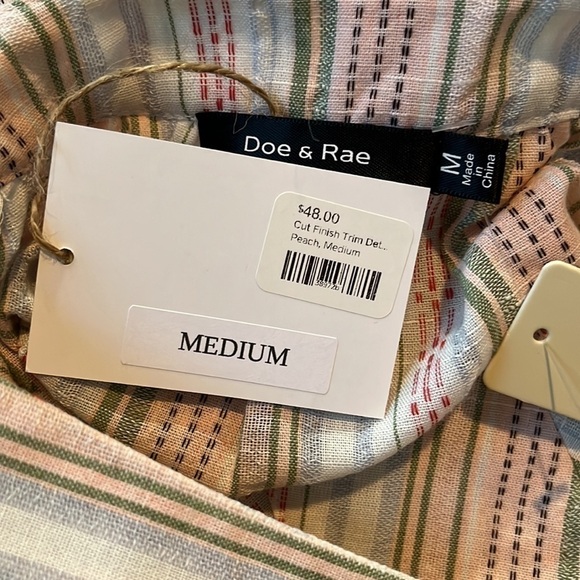 Doe & Rae
M
Made
in
China
$48.00
Cut Finish Trim Det...
Peach, Medium
MEDIUM